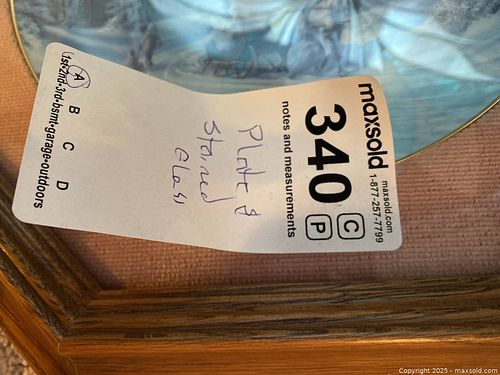 maxsold
maxsold.com
1-877-257-7799
340
C P
notes and measurements
Plate &
Stained
Glass
A B C D
(1st-2nd-3rd-bsmt-garage-outdoors
Copyright 2025 - maxsold.com